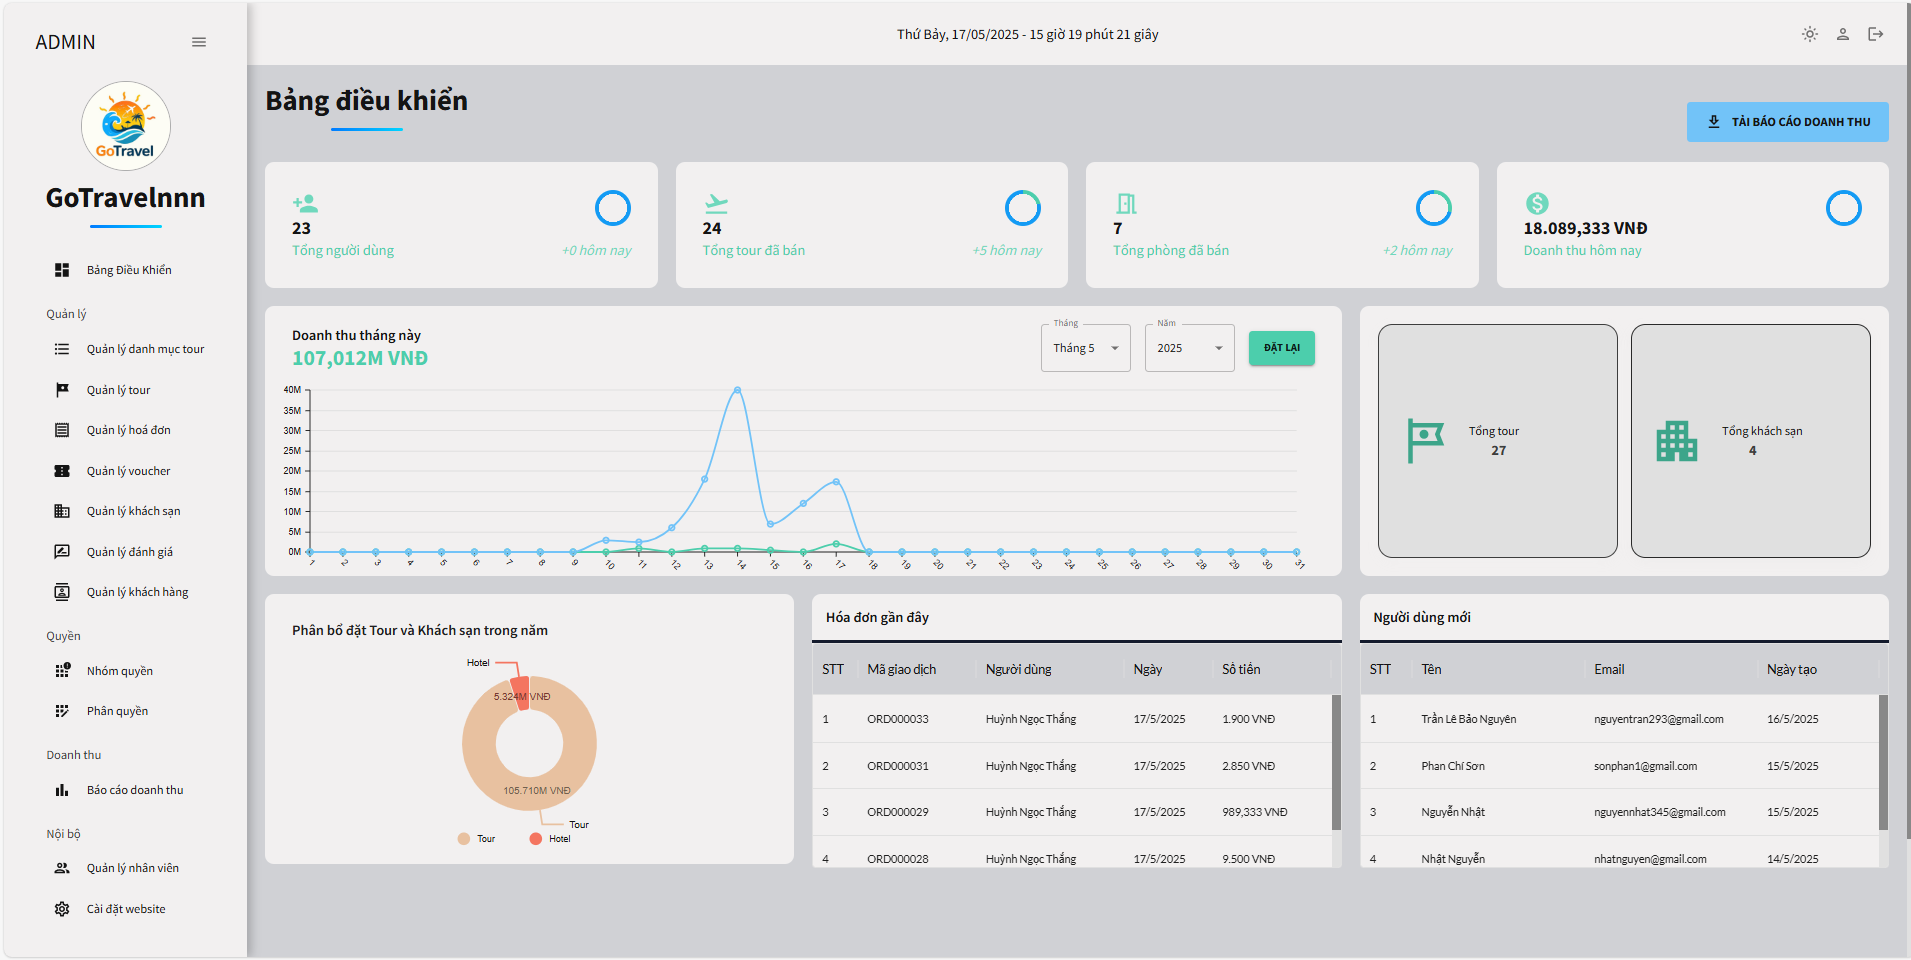 ADMIN
GoTravel
GoTravelnnn
Bảng Điều Khiển
Quản lý
Quản lý danh mục tour
Quản lý tour
Quản lý hoá đơn
Quản lý voucher
Quản lý khách sạn
Quản lý đánh giá
Quản lý khách hàng
Quyền
Nhóm quyền
Phân quyền
Doanh thu
Báo cáo doanh thu
Nội bộ
Quản lý nhân viên
Cài đặt website
Thứ Bảy, 17/05/2025 - 15 giờ 19 phút 21 giây
Bảng điều khiển
TẢI BÁO CÁO DOANH THU
23
Tổng người dùng
+0 hôm nay
24
Tổng tour đã bán
+5 hôm nay
7
Tổng phòng đã bán
+2 hôm nay
18.089,333 VNĐ
Doanh thu hôm nay
Doanh thu tháng này
107,012M VNĐ
Tháng
Tháng 5
Năm
2025
ĐẶT LẠI
40M
35M
30M
25M
20M
15M
10M
5M
0M
1 2 3 4 5 6 7 8 9 10 11 12 13 14 15 16 17 18 19 20 21 22 23 24 25 26 27 28 29 30 31
Tổng tour
27
Tổng khách sạn
4
Phân bổ đặt Tour và Khách sạn trong năm
Hotel
5.324M VNĐ
105.710M VNĐ
Tour
Tour Hotel
Hóa đơn gần đây
STT Mã giao dịch Người dùng Ngày Số tiền
1 ORD000033 Huỳnh Ngọc Thắng 17/5/2025 1.900 VNĐ
2 ORD000031 Huỳnh Ngọc Thắng 17/5/2025 2.850 VNĐ
3 ORD000029 Huỳnh Ngọc Thắng 17/5/2025 989,333 VNĐ
4 ORD000028 Huỳnh Ngọc Thắng 17/5/2025 9.500 VNĐ
Người dùng mới
STT Tên Email Ngày tạo
1 Trần Lê Bảo Nguyên nguyentran293@gmail.com 16/5/2025
2 Phan Chí Sơn sonphan1@gmail.com 15/5/2025
3 Nguyễn Nhật nguyennhat345@gmail.com 15/5/2025
4 Nhật Nguyễn nhatnguyen@gmail.com 14/5/2025